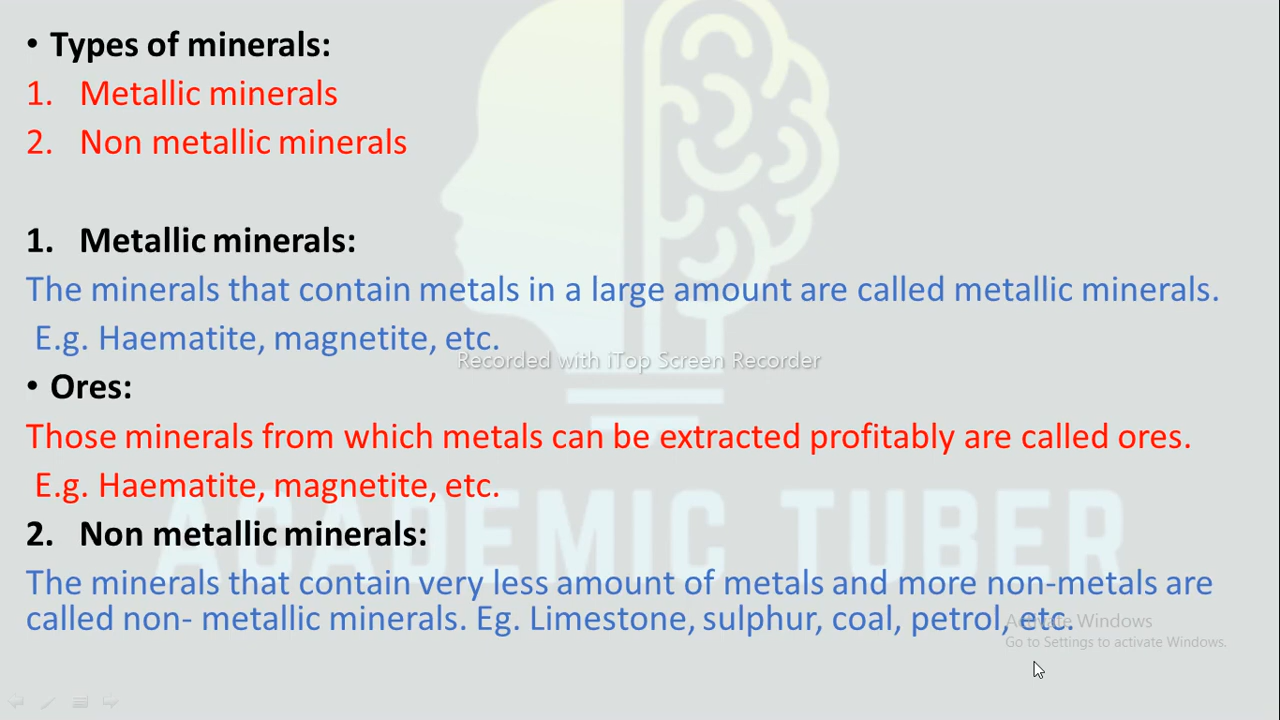 • Types of minerals:
1. Metallic minerals
2. Non metallic minerals
1. Metallic minerals:
The minerals that contain metals in a large amount are called metallic minerals.
E.g. Haematite, magnetite, etc.
Recorded with iTop Screen Recorder
• Ores:
Those minerals from which metals can be extracted profitably are called ores.
E.g. Haematite, magnetite, etc.
ACADEMIC TUBER
2. Non metallic minerals:
The minerals that contain very less amount of metals and more non-metals are
called non- metallic minerals. Eg. Limestone, sulphur, coal, petrol, etc.
Activate Windows
Go to Settings to activate Windows.